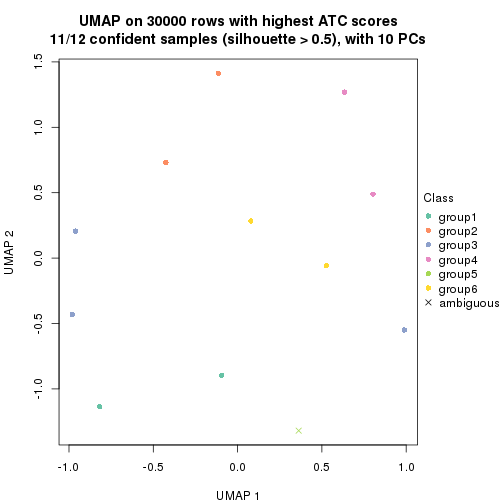 UMAP on 30000 rows with highest ATC scores
11/12 confident samples (silhouette > 0.5), with 10 PCs
1.5
1.0
0.5
0.0
-0.5
-1.0
UMAP 2
-1.0 -0.5 0.0 0.5 1.0
UMAP 1
Class
group1
group2
group3
group4
group5
group6
ambiguous